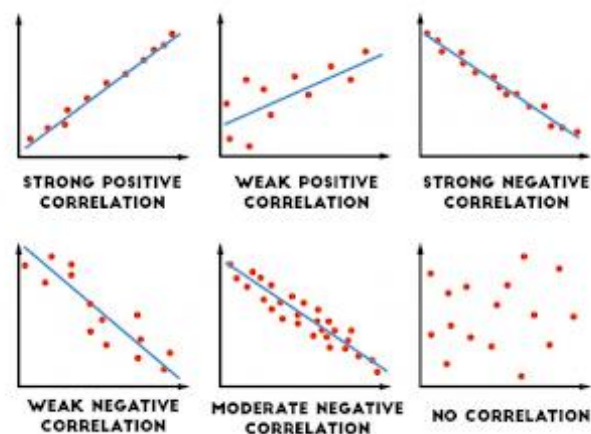 STRONG POSITIVE
CORRELATION
WEAK POSITIVE
CORRELATION
STRONG NEGATIVE
CORRELATION
WEAK NEGATIVE
CORRELATION
MODERATE NEGATIVE
CORRELATION
NO CORRELATION